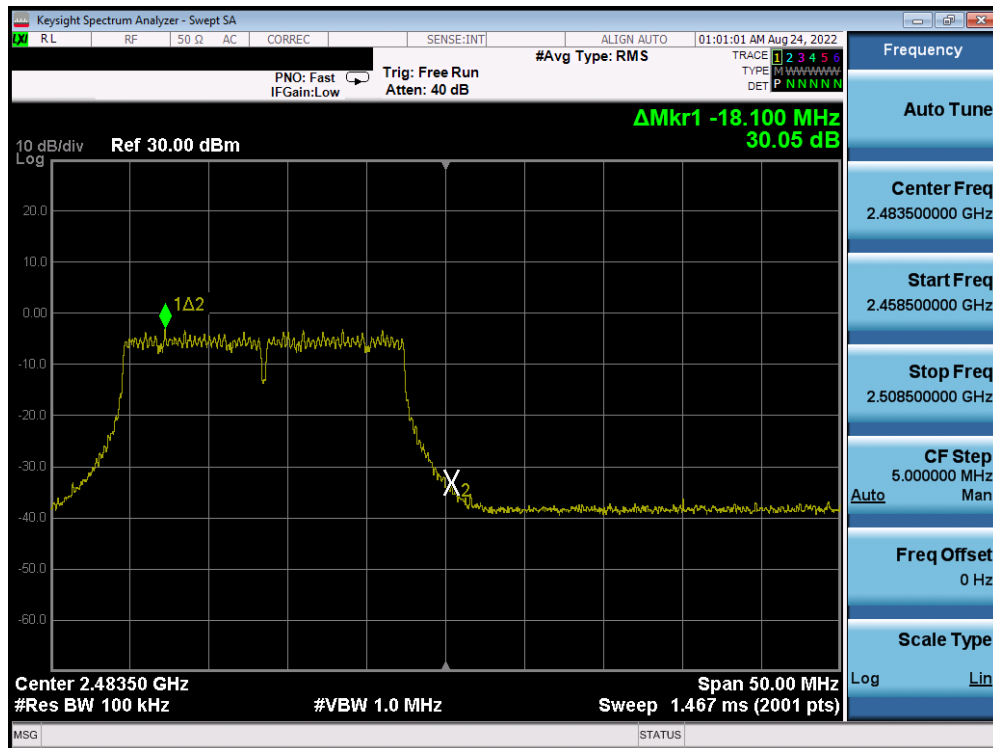 Keysight Spectrum Analyzer - Swept SA
LXI RL RF 50 Ω AC CORREC SENSE:INT ALIGN AUTO 01:01:01 AM Aug 24, 2022
#Avg Type: RMS
TRACE 1 2 3 4 5 6
TYPE M WWWWW
DET P N N N N N
PNO: Fast
IFGain:Low
Trig: Free Run
Atten: 40 dB
ΔMkr1 -18.100 MHz
30.05 dB
10 dB/div
Log
Ref 30.00 dBm
20.0
10.0
0.00
-10.0
-20.0
-30.0
-40.0
-50.0
-60.0
1Δ2
X2
Center 2.48350 GHz
Span 50.00 MHz
#Res BW 100 kHz
#VBW 1.0 MHz
Sweep 1.467 ms (2001 pts)
MSG
STATUS
Frequency
Auto Tune
Center Freq
2.483500000 GHz
Start Freq
2.458500000 GHz
Stop Freq
2.508500000 GHz
CF Step
5.000000 MHz
Auto Man
Freq Offset
0 Hz
Scale Type
Log Lin